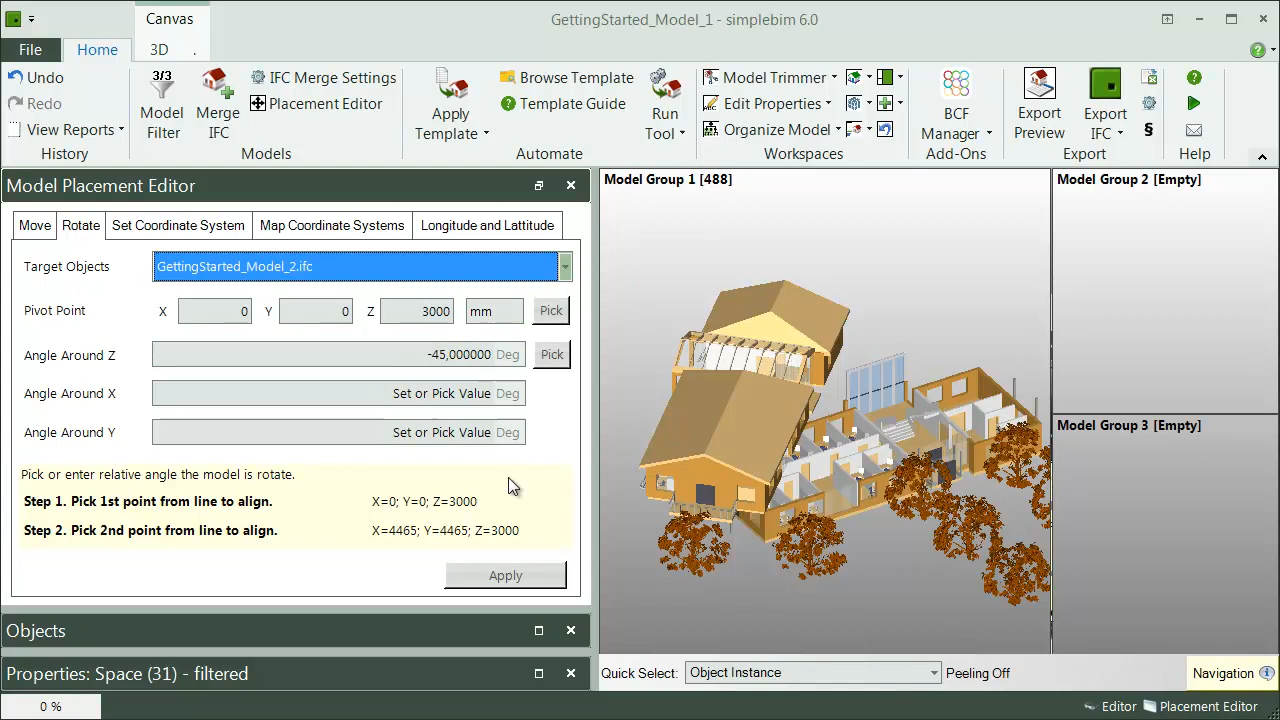 Canvas
GettingStarted_Model_1 - simplebim 6.0
File
Home
3D
Undo
Redo
View Reports
History
3/3
Model Filter
Merge IFC
IFC Merge Settings
Placement Editor
Models
Apply Template
Browse Template
Template Guide
Run Tool
Automate
Model Trimmer
Edit Properties
Organize Model
Workspaces
BCF Manager
Add-Ons
Export Preview
Export IFC
Export
Help
Model Placement Editor
Move
Rotate
Set Coordinate System
Map Coordinate Systems
Longitude and Lattitude
Target Objects
GettingStarted_Model_2.ifc
Pivot Point X 0 Y 0 Z 3000 mm Pick
Angle Around Z -45,000000 Deg Pick
Angle Around X Set or Pick Value Deg
Angle Around Y Set or Pick Value Deg
Pick or enter relative angle the model is rotate.
Step 1. Pick 1st point from line to align. X=0; Y=0; Z=3000
Step 2. Pick 2nd point from line to align. X=4465; Y=4465; Z=3000
Apply
Objects
Properties: Space (31) - filtered
Model Group 1 [488]
Model Group 2 [Empty]
Model Group 3 [Empty]
Quick Select: Object Instance
Peeling Off
Navigation
0 %
Editor
Placement Editor